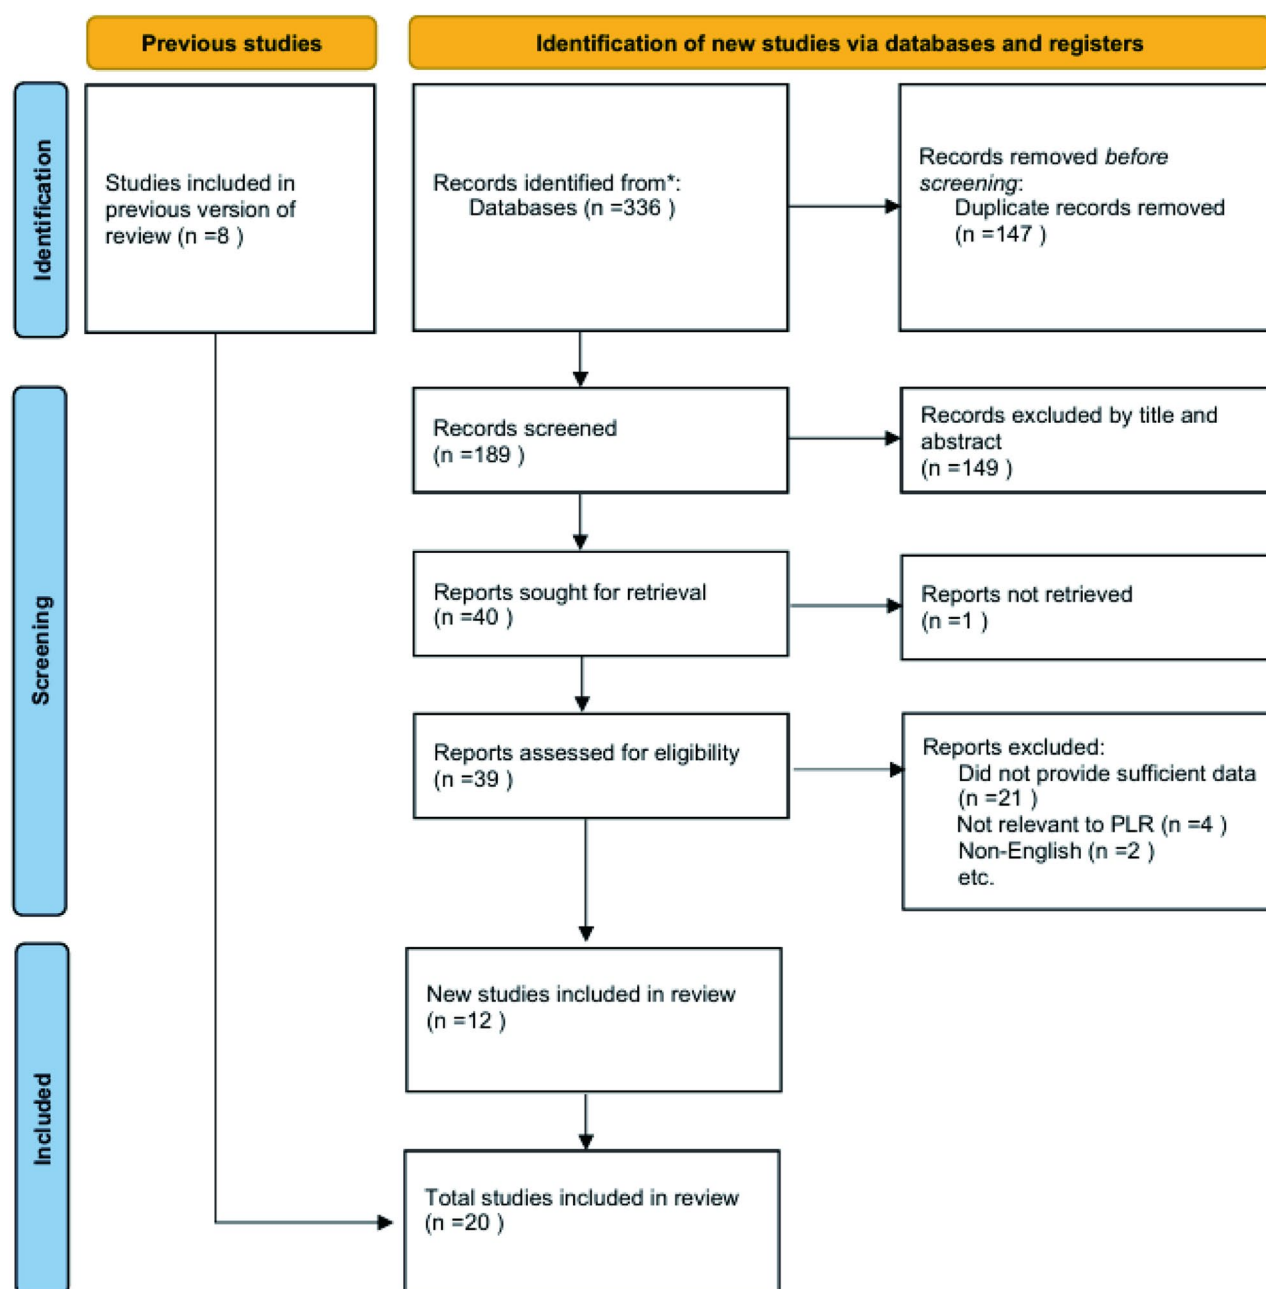 Previous studies
Identification of new studies via databases and registers
Identification
Studies included in
previous version of
review (n =8 )
Records identified from*:
Databases (n =336 )
Records removed before
screening:
Duplicate records removed
(n =147 )
Screening
Records screened
(n =189 )
Records excluded by title and
abstract
(n =149 )
Reports sought for retrieval
(n =40 )
Reports not retrieved
(n =1 )
Reports assessed for eligibility
(n =39 )
Reports excluded:
Did not provide sufficient data
(n =21 )
Not relevant to PLR (n =4 )
Non-English (n =2 )
etc.
Included
New studies included in review
(n =12 )
Total studies included in review
(n =20 )